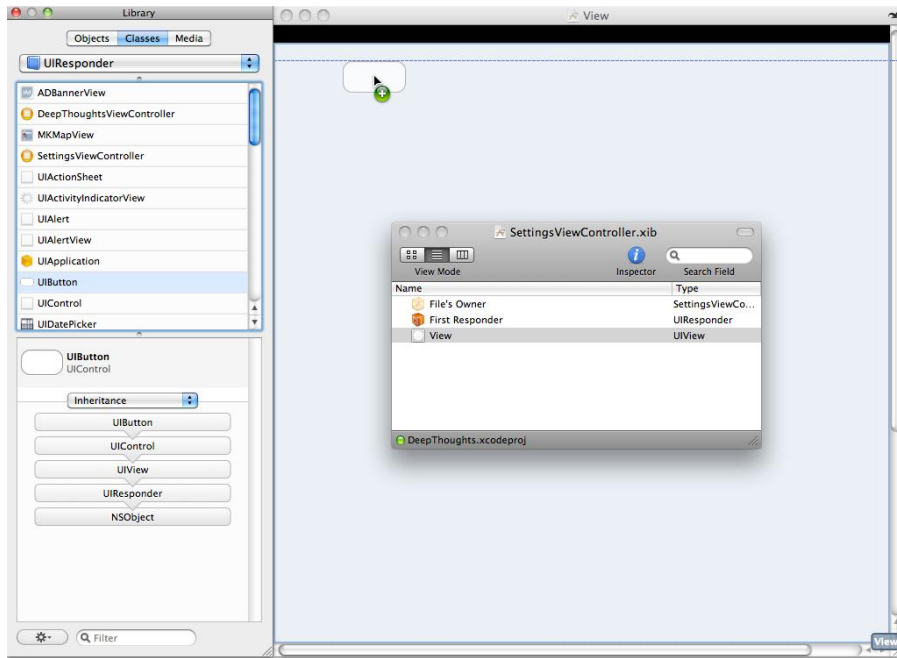 Library
Objects Classes Media
UIResponder
ADBannerView
DeepThoughtsViewController
MKMapView
SettingsViewController
UIActionSheet
UIActivityIndicatorView
UIAlert
UIAlertView
UIApplication
UIButton
UIControl
UIDatePicker
UIButton
UIControl
Inheritance
UIButton
UIControl
UIView
UIResponder
NSObject
Filter
View
SettingsViewController.xib
View Mode Inspector Search Field
Name Type
File's Owner SettingsViewCo...
First Responder UIResponder
View UIView
DeepThoughts.xcodeproj
View